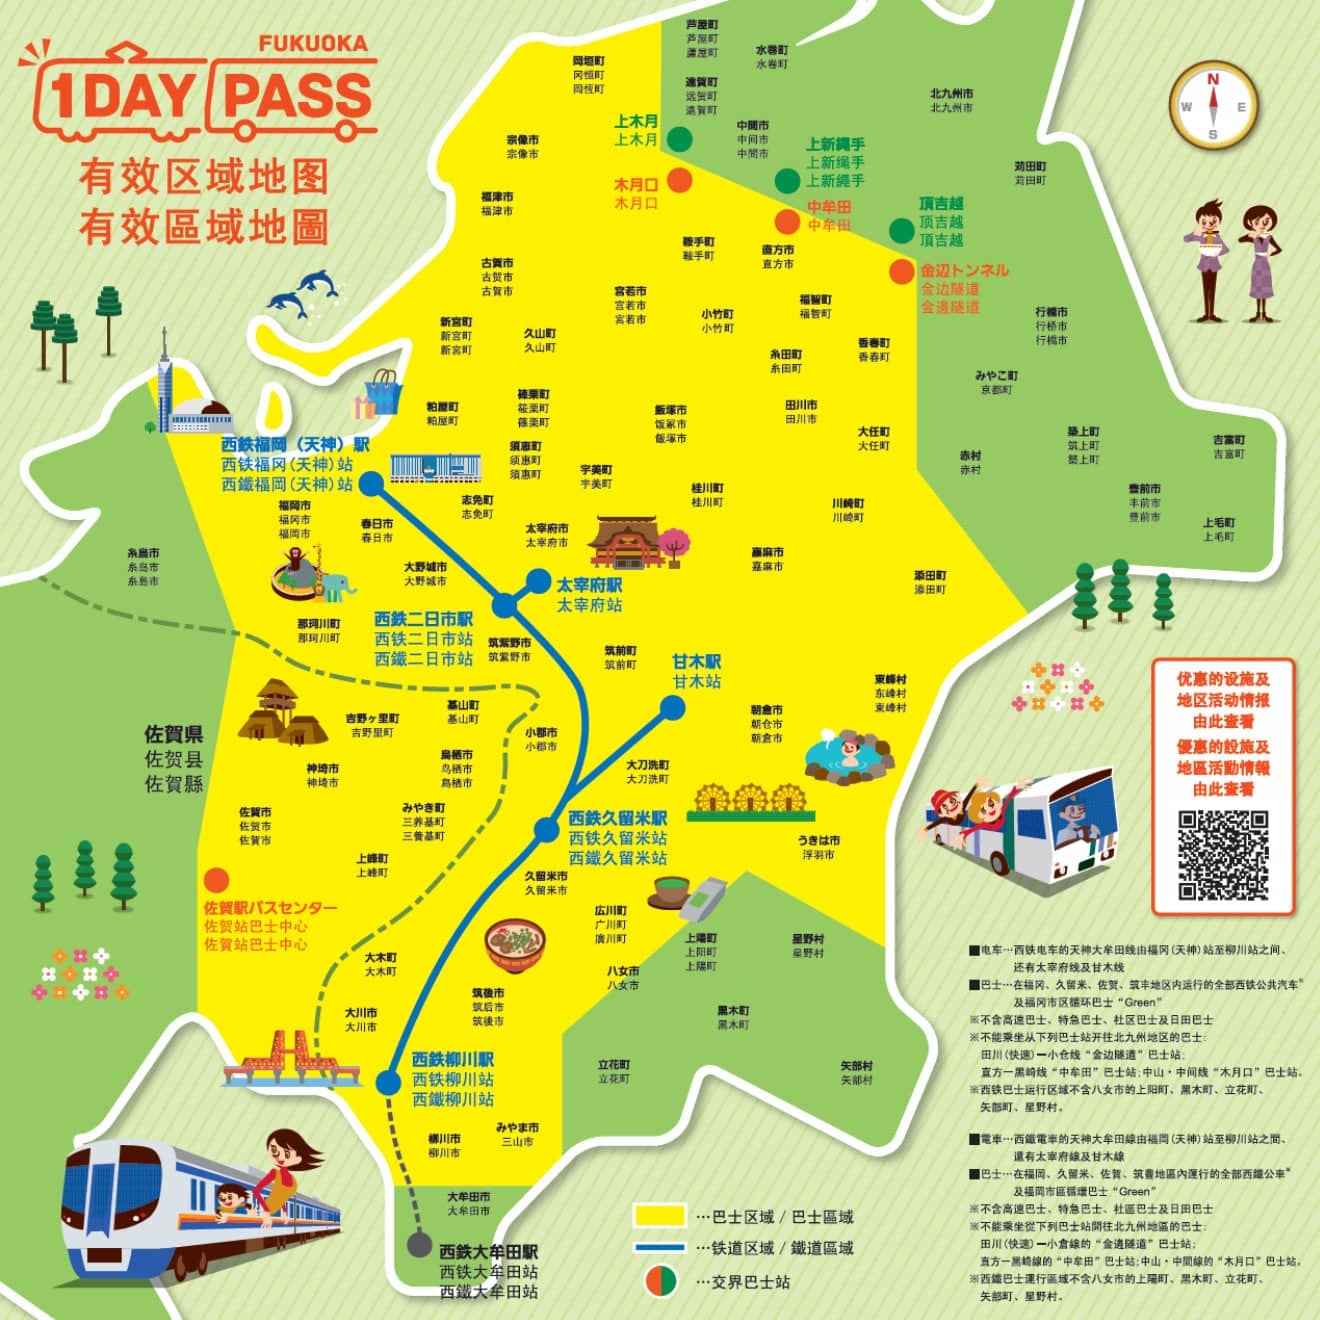 FUKUOKA
1DAY PASS
有效区域地图
有效區域地圖
N
W
E
S
芦屋町
芦屋町
蘆屋町
水巻町
水卷町
岡垣町
冈恒町
岡恆町
遠賀町
远贺町
遠賀町
北九州市
北九州市
上木月
上木月
中間市
中间市
中間市
宗像市
宗像市
上新縄手
上新绳手
上新繩手
苅田町
苅田町
木月口
木月口
福津市
福津市
中牟田
中牟田
頂吉越
顶吉越
頂吉越
鞍手町
鞍手町
直方市
直方市
古賀市
古贺市
古賀市
金辺トンネル
金边隧道
金邊隧道
宮若市
宫若市
宮若市
福智町
福智町
小竹町
小竹町
行橋市
行桥市
行橋市
新宮町
新宫町
新宮町
久山町
久山町
香春町
香春町
糸田町
糸田町
みやこ町
京都町
篠栗町
筱栗町
篠栗町
粕屋町
粕屋町
飯塚市
饭冢市
飯塚市
田川市
田川市
大任町
大任町
築上町
筑上町
築上町
吉富町
吉富町
西鉄福岡（天神）駅
西铁福冈(天神)站
西鐵福岡(天神)站
須惠町
须惠町
須惠町
赤村
赤村
宇美町
宇美町
桂川町
桂川町
豊前市
丰前市
豊前市
志免町
志免町
川崎町
川崎町
福岡市
福冈市
福岡市
春日市
春日市
太宰府市
太宰府市
上毛町
上毛町
糸島市
糸岛市
糸島市
嘉麻市
嘉麻市
大野城市
大野城市
添田町
添田町
太宰府駅
太宰府站
西鉄二日市駅
西铁二日市站
西鐵二日市站
那珂川町
那珂川町
筑紫野市
筑紫野市
筑前町
筑前町
甘木駅
甘木站
東峰村
东峰村
東峰村
优惠的设施及
地区活动情报
由此查看
優惠的設施及
地區活動情報
由此查看
佐賀県
佐贺县
佐賀縣
吉野ヶ里町
吉野里町
基山町
基山町
朝倉市
朝仓市
朝倉市
小郡市
小郡市
鳥栖市
鸟栖市
鳥栖市
神埼市
神埼市
大刀洗町
大刀洗町
佐賀市
佐贺市
佐賀市
みやき町
三养基町
三養基町
西鉄久留米駅
西铁久留米站
西鐵久留米站
うきは市
浮羽市
上峰町
上峰町
久留米市
久留米市
佐賀駅バスセンター
佐贺站巴士中心
佐賀站巴士中心
広川町
广川町
廣川町
上陽町
上阳町
上陽町
星野村
星野村
大木町
大木町
八女市
八女市
筑後市
筑后市
筑後市
大川市
大川市
黒木町
黑木町
西鉄柳川駅
西铁柳川站
西鐵柳川站
立花町
立花町
矢部村
矢部村
柳川市
柳川市
みやま市
三山市
大牟田市
大牟田市
西鉄大牟田駅
西铁大牟田站
西鐵大牟田站
…巴士区域 / 巴士區域
…铁道区域 / 鐵道區域
…交界巴士站
■电车…西铁电车的天神大牟田线由福冈(天神)站至柳川站之间、
还有太宰府线及甘木线
■巴士…在福冈、久留米、佐贺、筑丰地区内运行的全部西铁公共汽车※
及福冈市区循环巴士“Green”
※不含高速巴士、特急巴士、社区巴士及日田巴士
※不能乘坐从下列巴士站开往北九州地区的巴士:
田川(快速)ー小仓线“金边隧道”巴士站;
直方ー黑崎线“中牟田”巴士站;中山・中间线“木月口”巴士站。
※西铁巴士运行区域不含八女市的上阳町、黑木町、立花町、
矢部町、星野村。
■電車…西鐵電車的天神大牟田線由福岡(天神)站至柳川站之間、
還有太宰府線及甘木線
■巴士…在福岡、久留米、佐賀、筑豊地區內運行的全部西鐵公車※
及福岡市區循環巴士“Green”
※不含高速巴士、特急巴士、社區巴士及日田巴士
※不能乘坐從下列巴士站開往北九州地區的巴士:
田川(快速)ー小倉線的“金邊隧道”巴士站;
直方ー黑崎線的“中牟田”巴士站;中山・中間線的“木月口”巴士站。
※西鐵巴士運行區域不含八女市的上陽町、黑木町、立花町、
矢部町、星野村。